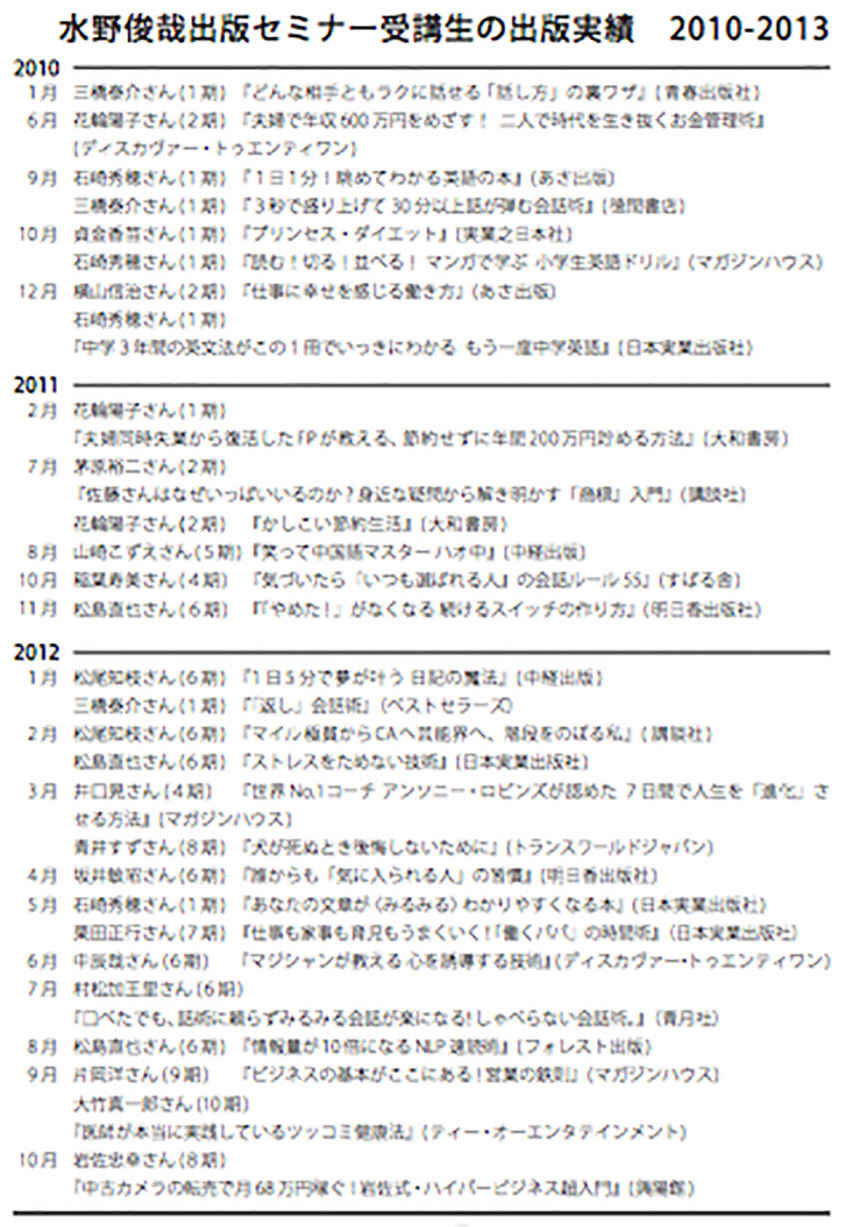 水野俊哉出版セミナー受講生の出版実績　2010-2013
2010
1月　三橋泰介さん(1期)　『どんな相手ともラクに話せる「話し方」の裏ワザ』(青春出版社)
6月　花輪陽子さん(2期)　『夫婦で年収600万円をめざす！ 二人で時代を生き抜くお金管理術』
(ディスカヴァー・トゥエンティワン)
9月　石崎秀穂さん(1期)　『1日1分！眺めてわかる英語の本』(あさ出版)
三橋泰介さん(1期)　『3秒で盛り上げて30分以上話が弾む会話術』(徳間書店)
10月　貞金香苗さん(1期)　『プリンセス・ダイエット』(実業之日本社)
石崎秀穂さん(1期)　『読む！切る！並べる！ マンガで学ぶ 小学生英語ドリル』(マガジンハウス)
12月　横山信治さん(2期)　『仕事に幸せを感じる働き方』(あさ出版)
石崎秀穂さん(1期)
『中学3年間の英文法がこの1冊でいっきにわかる もう一度中学英語』(日本実業出版社)
2011
2月　花輪陽子さん(1期)
『夫婦同時失業から復活したFPが教える、節約せずに年間200万円貯める方法』(大和書房)
7月　茅原裕二さん(2期)
『佐藤さんはなぜいっぱいいるのか？身近な疑問から解き明かす「商標」入門』(講談社)
花輪陽子さん(2期)　『かしこい節約生活』(大和書房)
8月　山崎こずえさん(5期)『笑って中国語マスター ハオ中』(中経出版)
10月　稲葉寿美さん(4期)　『気づいたら「いつも選ばれる人」の会話ルール55』(すばる舎)
11月　松島直也さん(6期)　『「やめた！」がなくなる 続けるスイッチの作り方』(明日香出版社)
2012
1月　松尾知枝さん(6期)　『1日5分で夢が叶う 日記の魔法』(中経出版)
三橋泰介さん(1期)　『「返し」会話術』(ベストセラーズ)
2月　松尾知枝さん(6期)　『マイル極貧からCAへ芸能界へ、階段をのぼる私』(講談社)
松島直也さん(6期)　『ストレスをためない技術』(日本実業出版社)
3月　井口晃さん(4期)　『世界No.1コーチ アンソニー・ロビンズが認めた 7日間で人生を「進化」さ
せる方法』(マガジンハウス)
青井すずさん(8期)　『犬が死ぬとき後悔しないために』(トランスワールドジャパン)
4月　坂井敏昭さん(6期)　『誰からも「気に入られる人」の習慣』(明日香出版社)
5月　石崎秀穂さん(1期)　『あなたの文章が〈みるみる〉わかりやすくなる本』(日本実業出版社)
栗田正行さん(7期)　『仕事も家事も育児もうまくいく！「働くパパ」の時間術』(日本実業出版社)
6月　中辰哉さん(6期)　『マジシャンが教える 心を誘導する技術』(ディスカヴァー・トゥエンティワン)
7月　村松加王里さん(6期)
『口べたでも、話術に頼らずみるみる会話が楽になる！しゃべらない会話術。』(青月社)
8月　松島直也さん(6期)　『情報量が10倍になるNLP速読術』(フォレスト出版)
9月　片岡洋さん(9期)　『ビジネスの基本がここにある！営業の鉄則』(マガジンハウス)
大竹真一郎さん(10期)
『医師が本当に実践しているツッコミ健康法』(ティー・オーエンタテインメント)
10月　岩佐忠幸さん(8期)
『中古カメラの転売で月68万円稼ぐ！岩佐式・ハイパービジネス超入門』(鴎陽館)